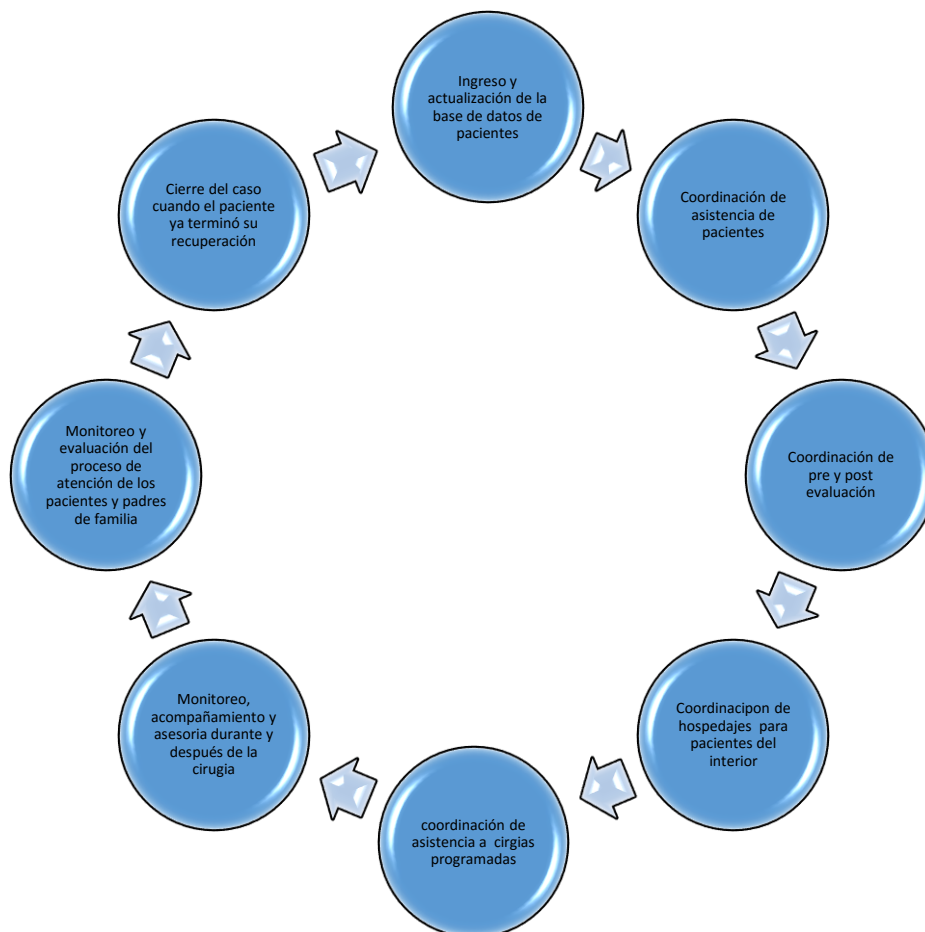 Ingreso y
actualización de la
base de datos de
pacientes
Coordinación de
asistencia de
pacientes
Coordinación de
pre y post
evaluación
Coordinacipon de
hospedajes para
pacientes del
interior
coordinación de
asistencia a cirgias
programadas
Monitoreo,
acompañamiento y
asesoria durante y
después de la
cirugia
Monitoreo y
evaluación del
proceso de
atención de los
pacientes y padres
de familia
Cierre del caso
cuando el paciente
ya terminó su
recuperación